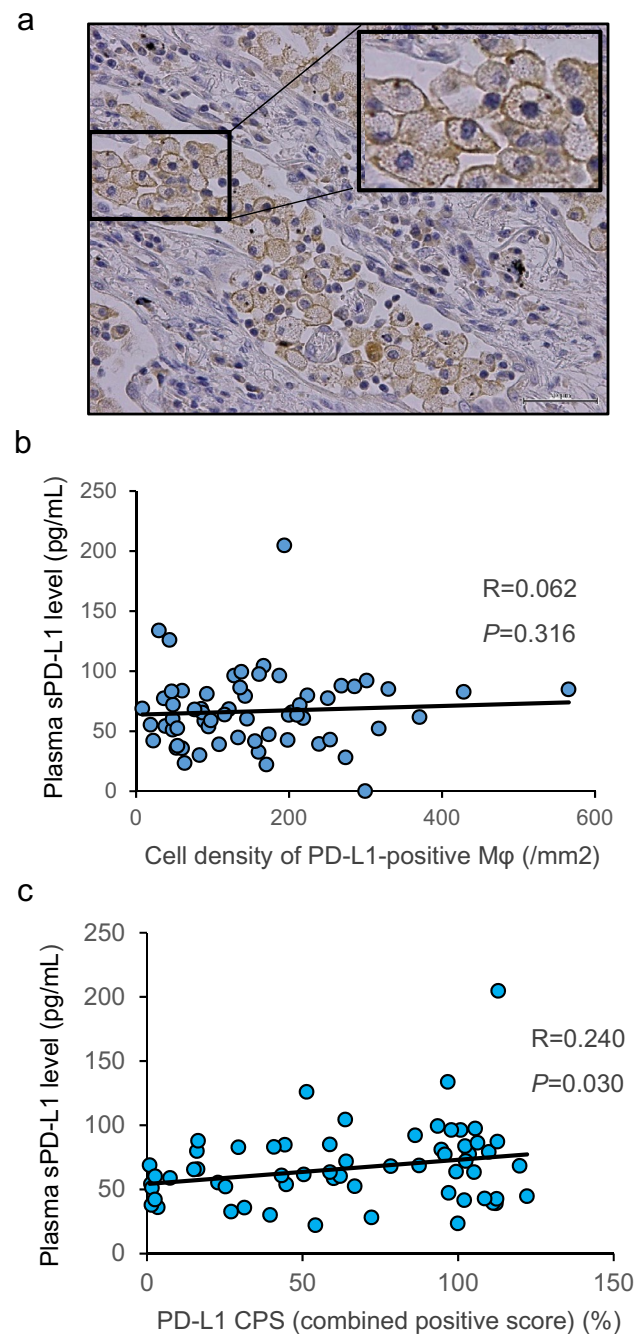 a
b
Plasma sPD-L1 level (pg/mL)
250
200
150
100
50
0
R=0.062
P=0.316
0
200
400
600
Cell density of PD-L1-positive Mφ (/mm2)
c
Plasma sPD-L1 level (pg/mL)
250
200
150
100
50
0
R=0.240
P=0.030
0
50
100
150
PD-L1 CPS (combined positive score) (%)